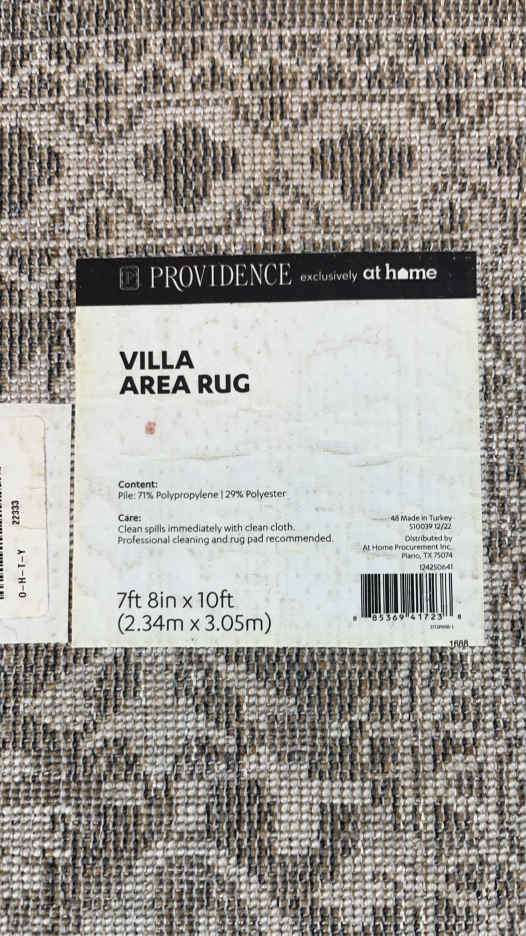 P PROVIDENCE exclusively at home
VILLA
AREA RUG
Content:
Pile: 71% Polypropylene | 29% Polyester
Care:
Clean spills immediately with clean cloth.
Professional cleaning and rug pad recommended.
7ft 8in x 10ft
(2.34m x 3.05m)
48 Made in Turkey
S10039 12/22
Distributed by
At Home Procurement Inc.
Plano, TX 75074
124250641
8 85369 41723 8
1688
22333
O-H-T-Y